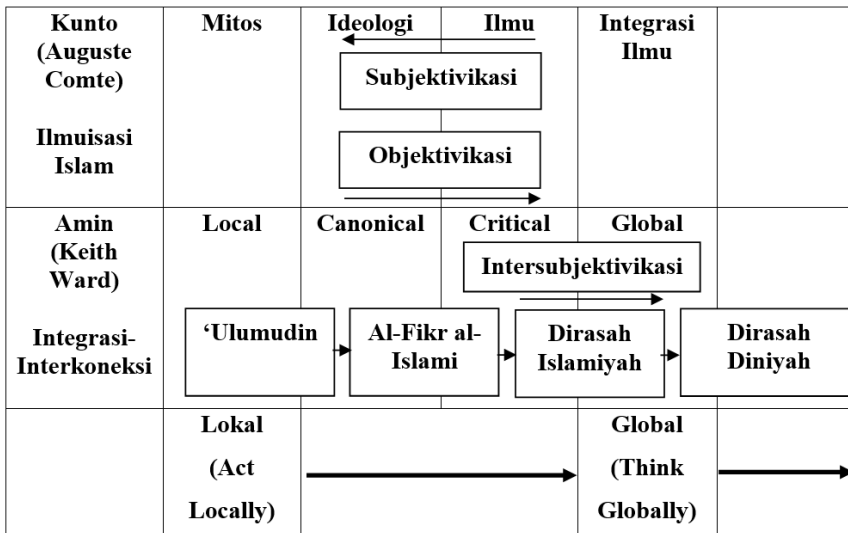 Kunto
(Auguste
Comte)
Ilmuisasi
Islam
Mitos
Ideologi
Ilmu
Integrasi
Ilmu
Subjektivikasi
Objektivikasi
Amin
(Keith
Ward)
Integrasi-
Interkoneksi
Local
Canonical
Critical
Global
Intersubjektivikasi
‘Ulumudin
Al-Fikr al-
Islami
Dirasah
Islamiyah
Dirasah
Diniyah
Lokal
(Act
Locally)
Global
(Think
Globally)